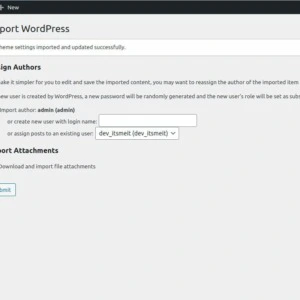 New
port WordPress
heme settings imported and updated successfully.
ign Authors
ake it simpler for you to edit and save the imported content, you may want to reassign the author of the imported item
new user is created by WordPress, a new password will be randomly generated and the new user's role will be set as subs
mport author: admin (admin)
or create new user with login name:
or assign posts to an existing user: dev_itsmeit (dev_itsmeit)
port Attachments
Download and import file attachments
bmit